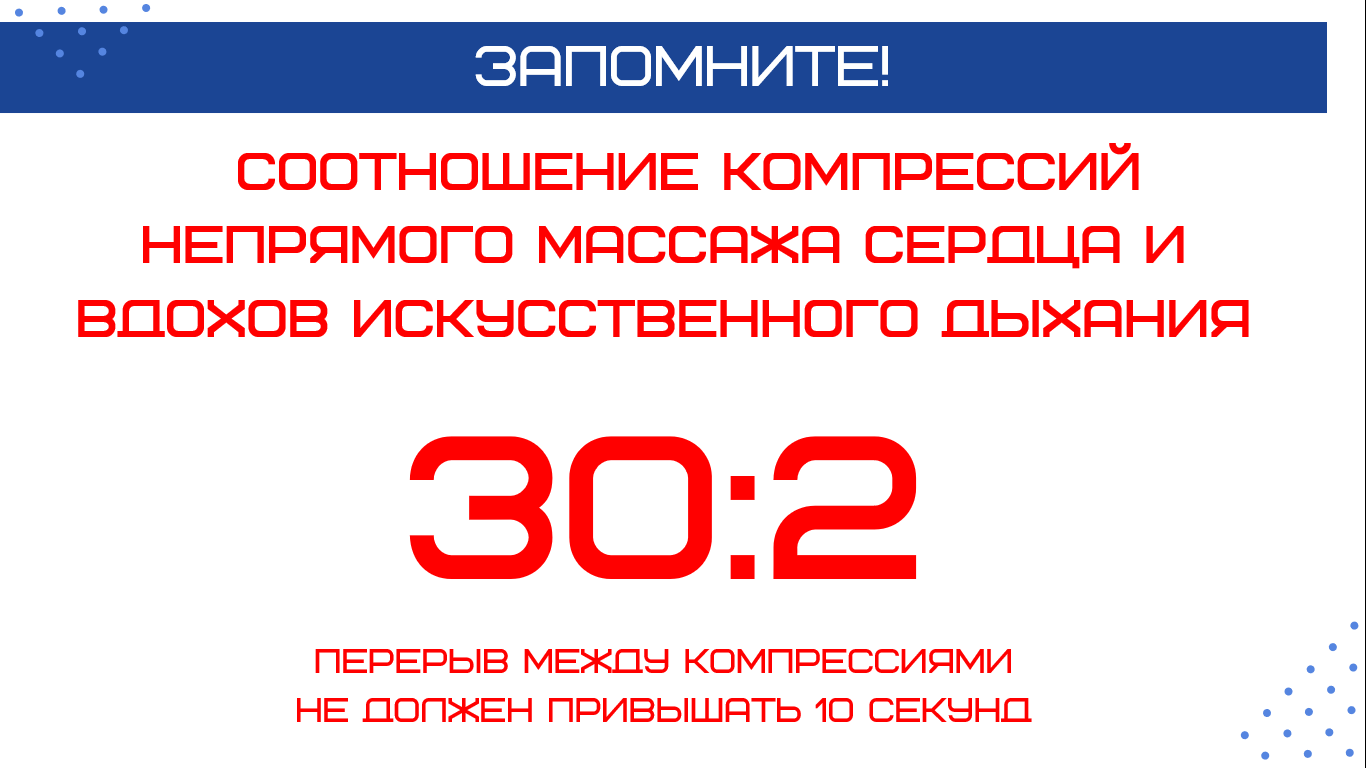 ЗАПОМНИТЕ!
СООТНОШЕНИЕ КОМПРЕССИЙ
НЕПРЯМОГО МАССАЖА СЕРДЦА И
ВДОХОВ ИСКУССТВЕННОГО ДЫХАНИЯ
30:2
ПЕРЕРЫВ МЕЖДУ КОМПРЕССИЯМИ
НЕ ДОЛЖЕН ПРИВЫШАТЬ 10 СЕКУНД